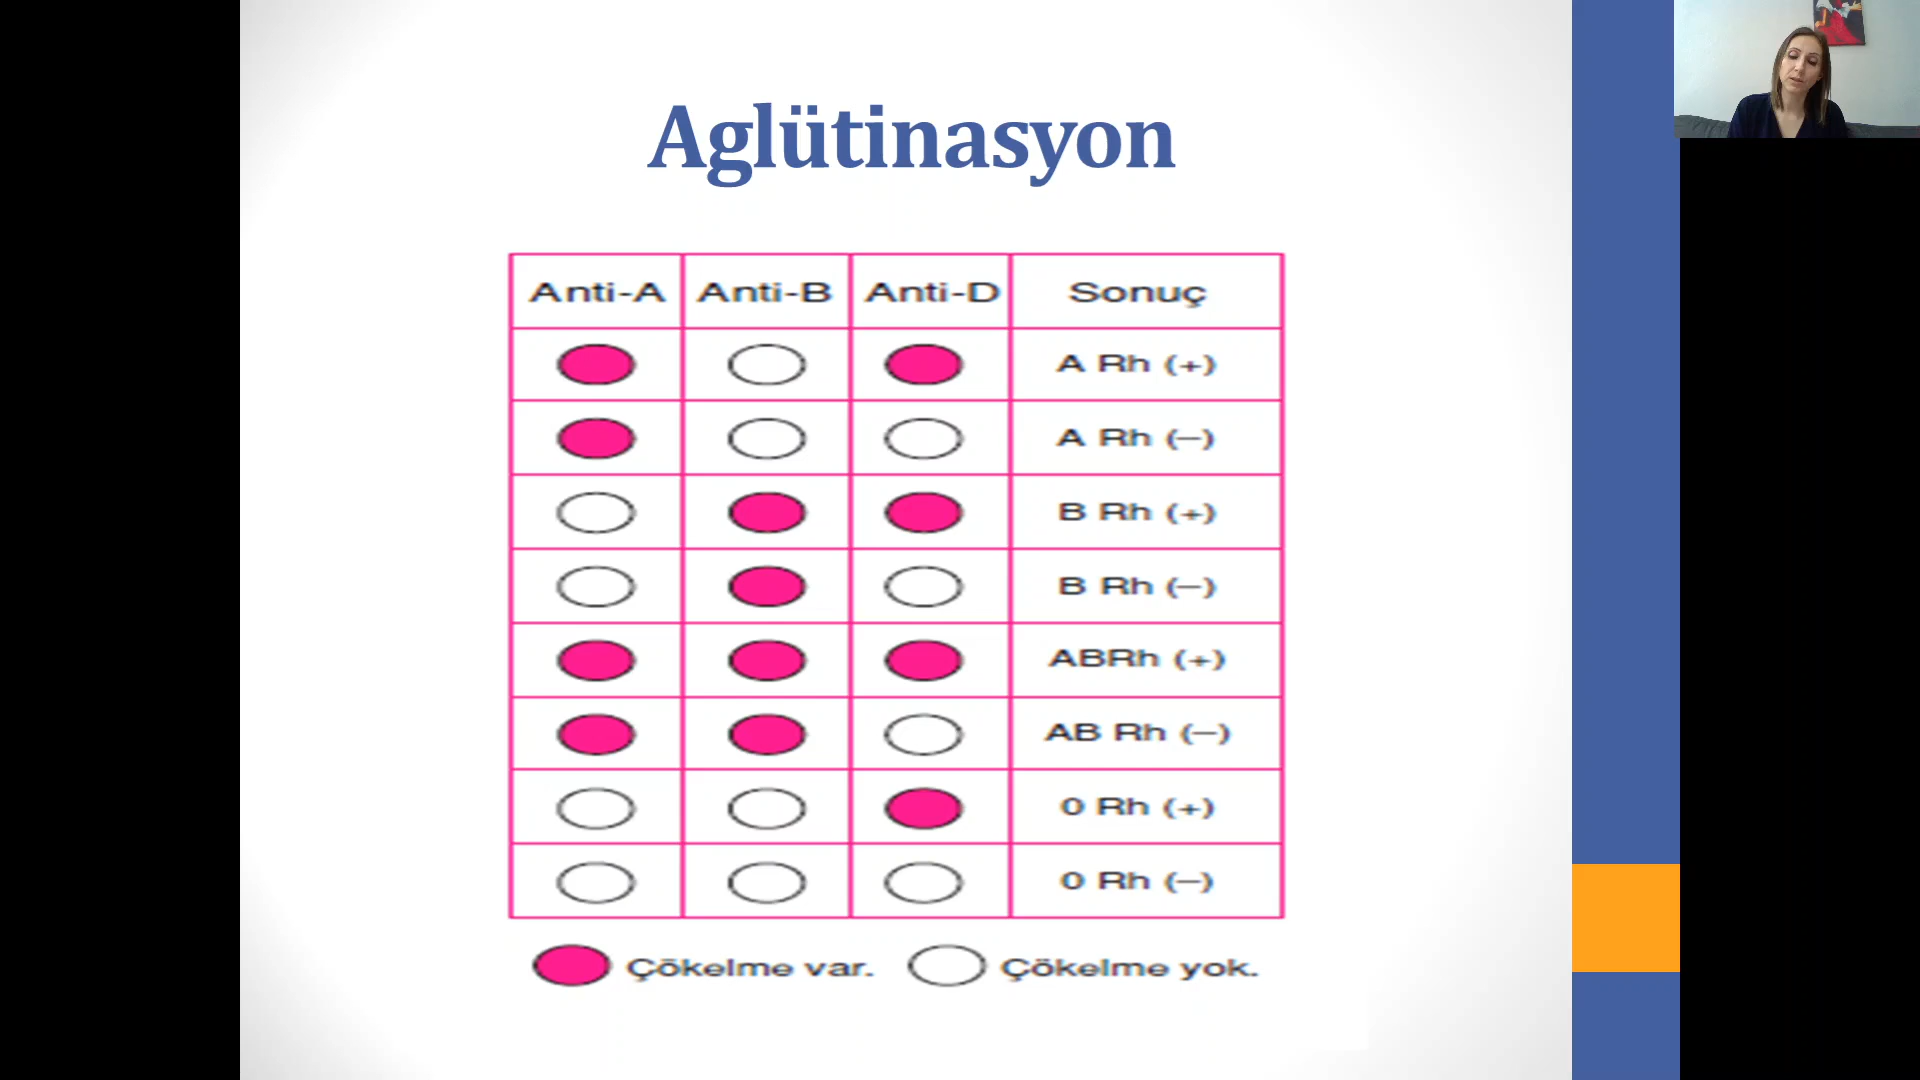 Aglütinasyon
Anti-A Anti-B Anti-D Sonuç
A Rh (+)
A Rh (–)
B Rh (+)
B Rh (–)
ABRh (+)
AB Rh (–)
0 Rh (+)
0 Rh (–)
Çökelme var. Çökelme yok.